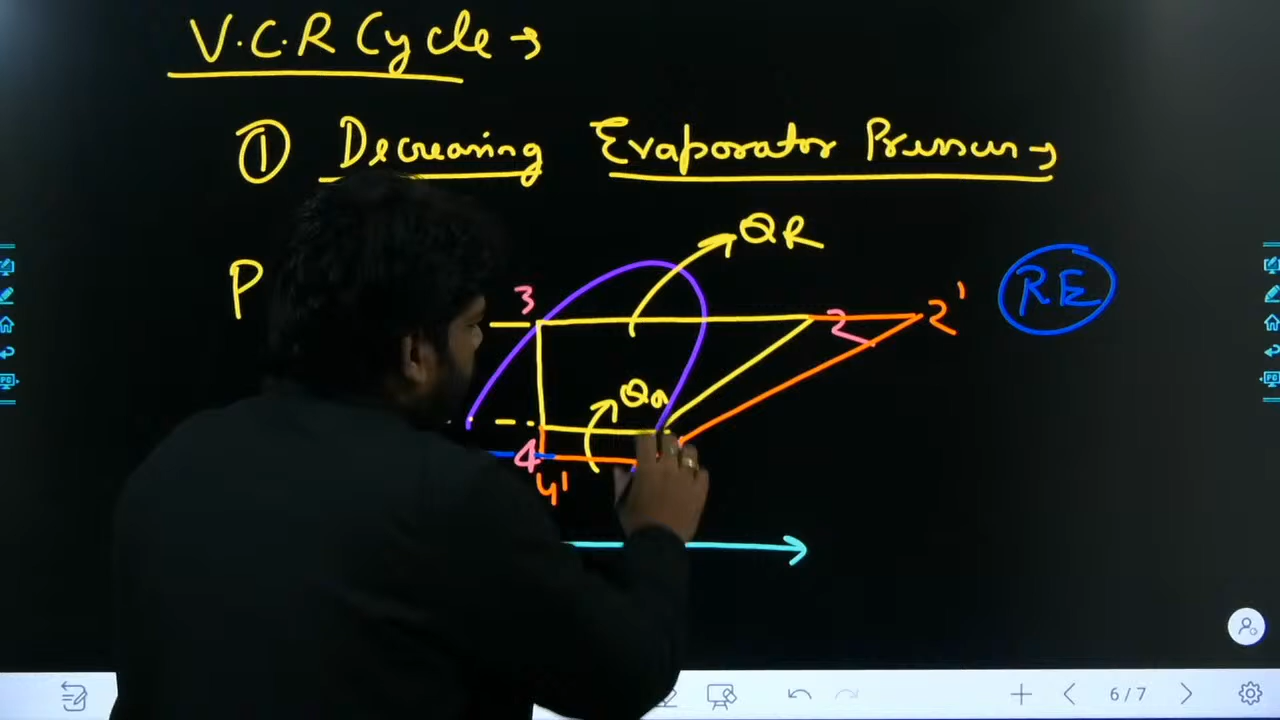 V.C.R Cycle →
① Decreasing Evaporator Pressure →
P
QR
3
2
2'
RE
Qa
4
4'
6/7